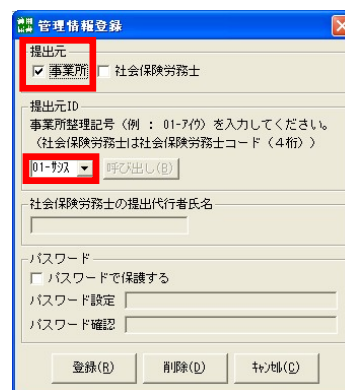 管理情報登録
提出元
事業所 社会保険労務士
提出元ID
事業所整理記号（例 : 01-ｱｲｳ）を入力してください。
（社会保険労務士は社会保険労務士コード（4桁））
01-ｻｼｽ 呼び出し(B)
社会保険労務士の提出代行者氏名
パスワード
パスワードで保護する
パスワード設定
パスワード確認
登録(R) 削除(D) ｷｬﾝｾﾙ(C)